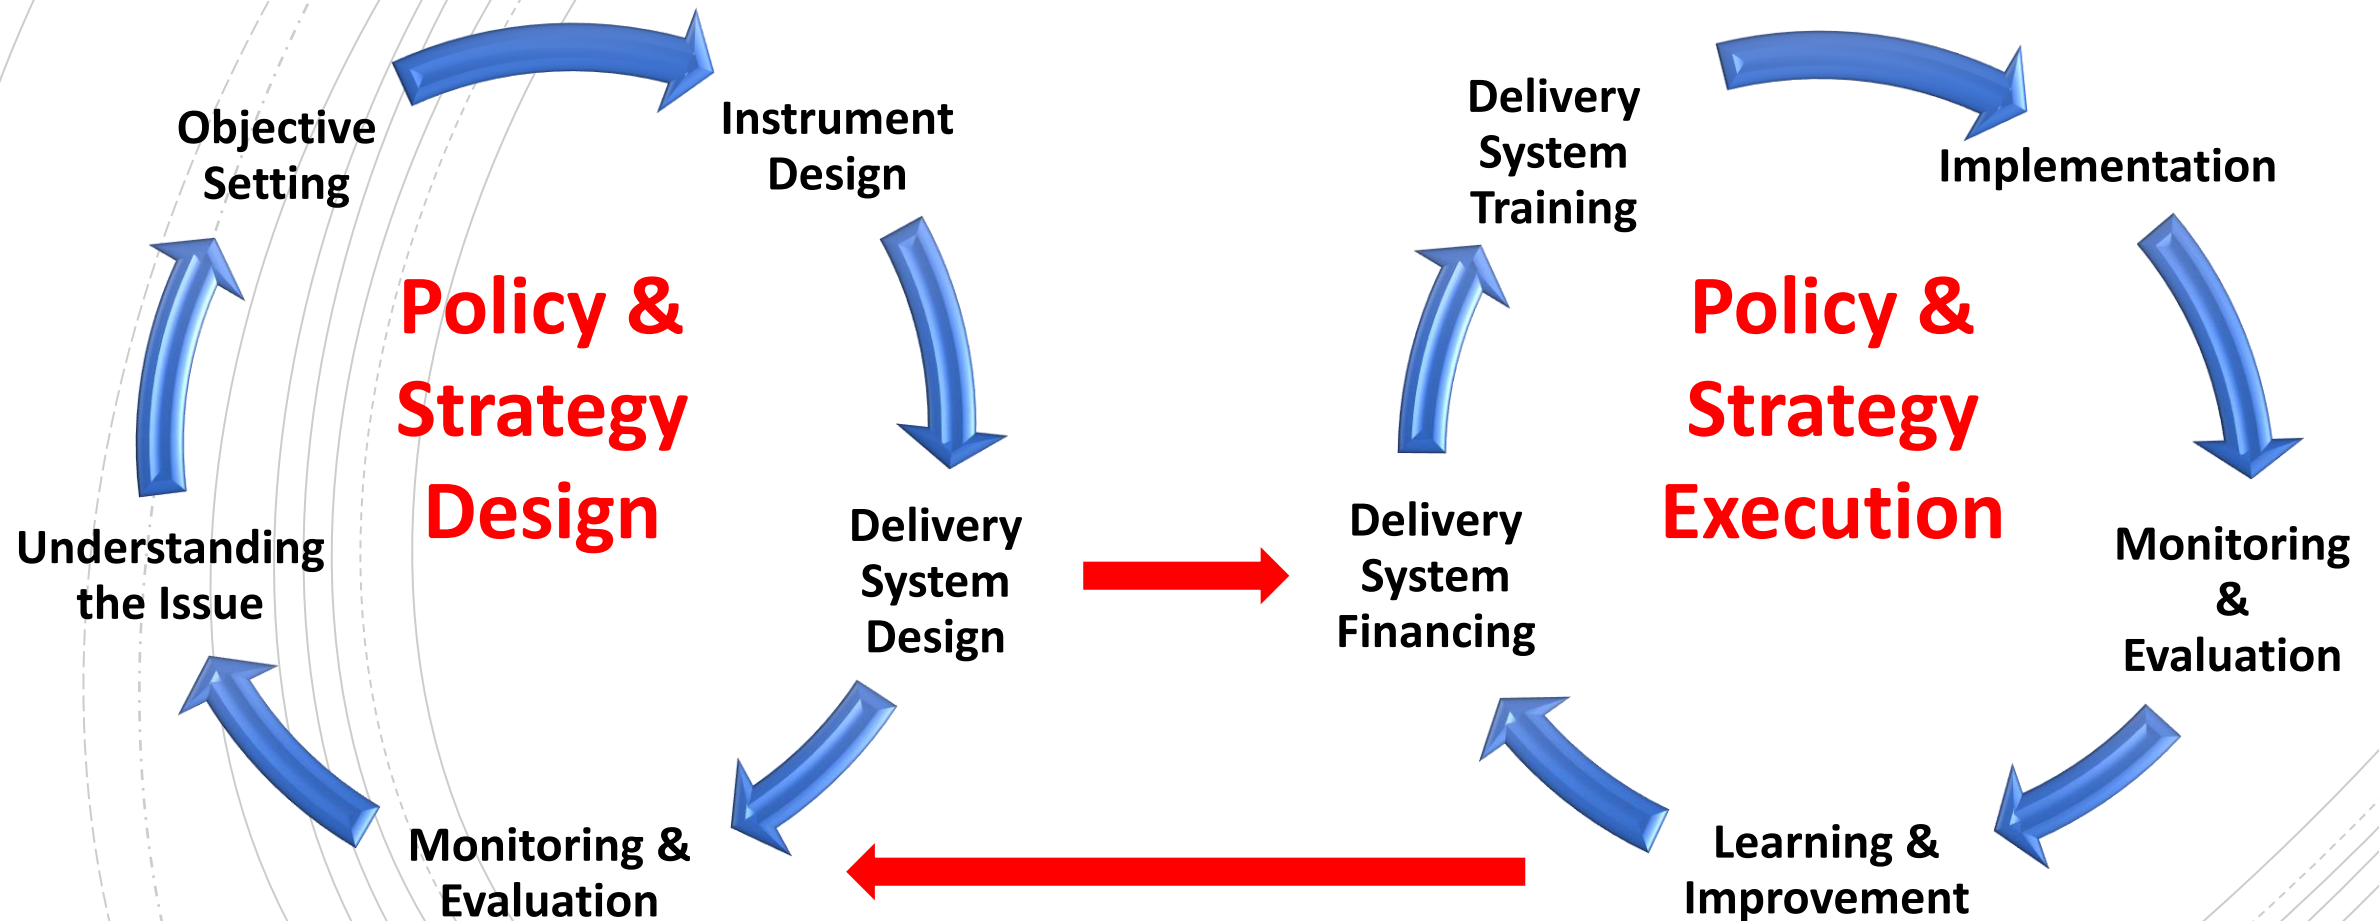 Objective
Setting
Instrument
Design
Policy &
Strategy
Design
Understanding
the Issue
Delivery
System
Design
Monitoring &
Evaluation
Delivery
System
Training
Implementation
Policy &
Strategy
Execution
Delivery
System
Financing
Monitoring
&
Evaluation
Learning &
Improvement